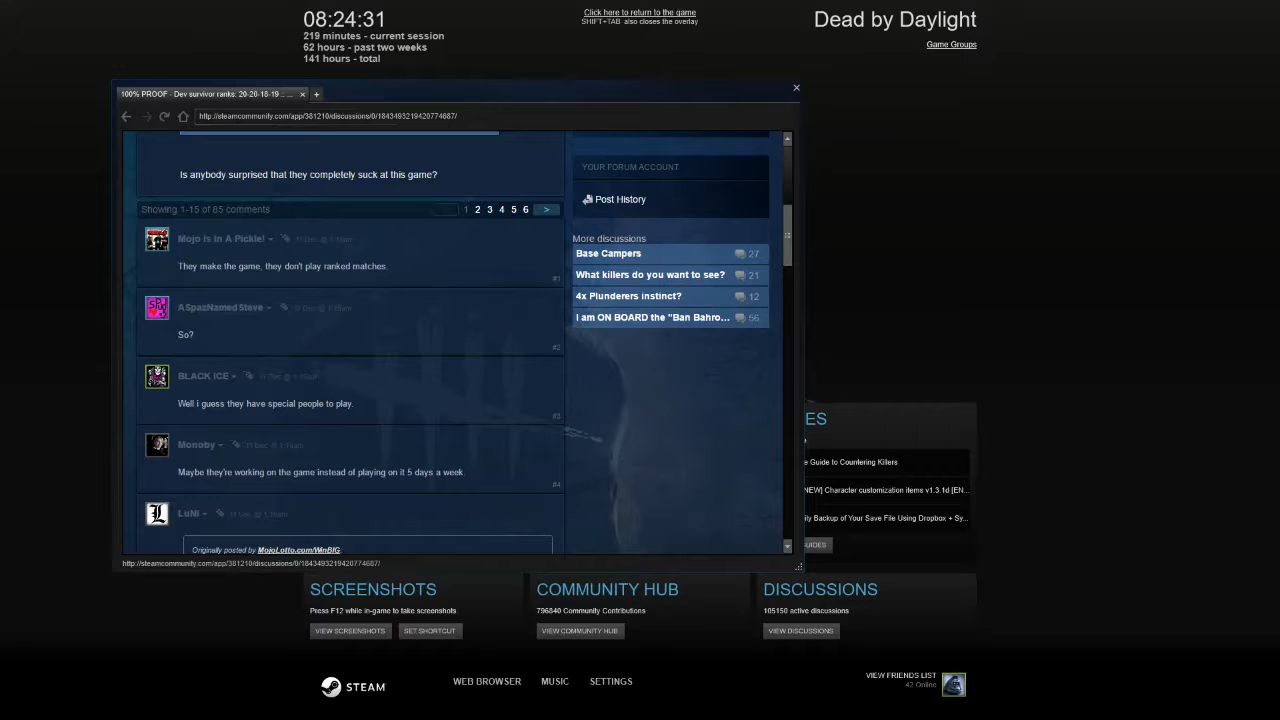 08:24:31
219 minutes - current session
62 hours - past two weeks
141 hours - total
Click here to return to the game
SHIFT+TAB also closes the overlay
Dead by Daylight
Game Groups
100% PROOF - Dev survivor ranks: 20-20-18-19 :: ...
http://steamcommunity.com/app/381210/discussions/0/1843493219420774687/
Is anybody surprised that they completely suck at this game?
Showing 1-15 of 85 comments
1 2 3 4 5 6 >
Mojo Is In A Pickle!
They make the game, they don't play ranked matches.
#1
ASpazNamedSteve
So?
#2
BLACK ICE
Well i guess they have special people to play.
#3
Monoby
Maybe they're working on the game instead of playing on it 5 days a week.
#4
LuNi
Originally posted by MojoLotto.com/WinBIG:
YOUR FORUM ACCOUNT
Post History
More discussions
Base Campers 27
What killers do you want to see? 21
4x Plunderers instinct? 12
I am ON BOARD the "Ban Bahro... 56
http://steamcommunity.com/app/381210/discussions/0/1843493219420774687/
ES
e Guide to Countering Killers
NEW] Character customization items v1.3.1d [EN...
ily Backup of Your Save File Using Dropbox + Sy...
UIDES
SCREENSHOTS
Press F12 while in-game to take screenshots
VIEW SCREENSHOTS
SET SHORTCUT
COMMUNITY HUB
796840 Community Contributions
VIEW COMMUNITY HUB
DISCUSSIONS
105150 active discussions
VIEW DISCUSSIONS
STEAM
WEB BROWSER
MUSIC
SETTINGS
VIEW FRIENDS LIST
42 Online